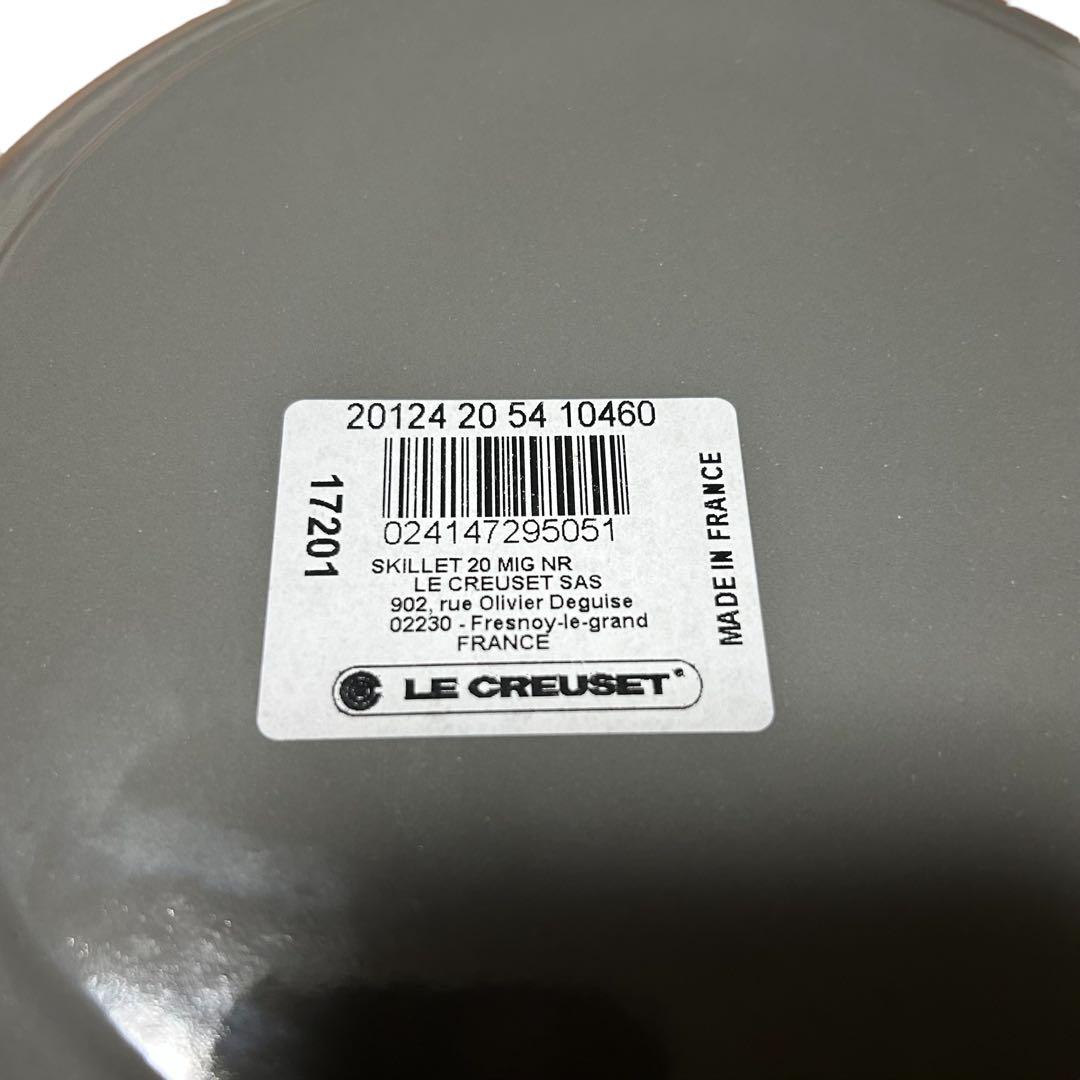 20124 20 54 10460
024147295051
17201
SKILLET 20 MIG NR
LE CREUSET SAS
902, rue Olivier Deguise
02230 - Fresnoy-le-grand
FRANCE
LE CREUSET
MADE IN FRANCE